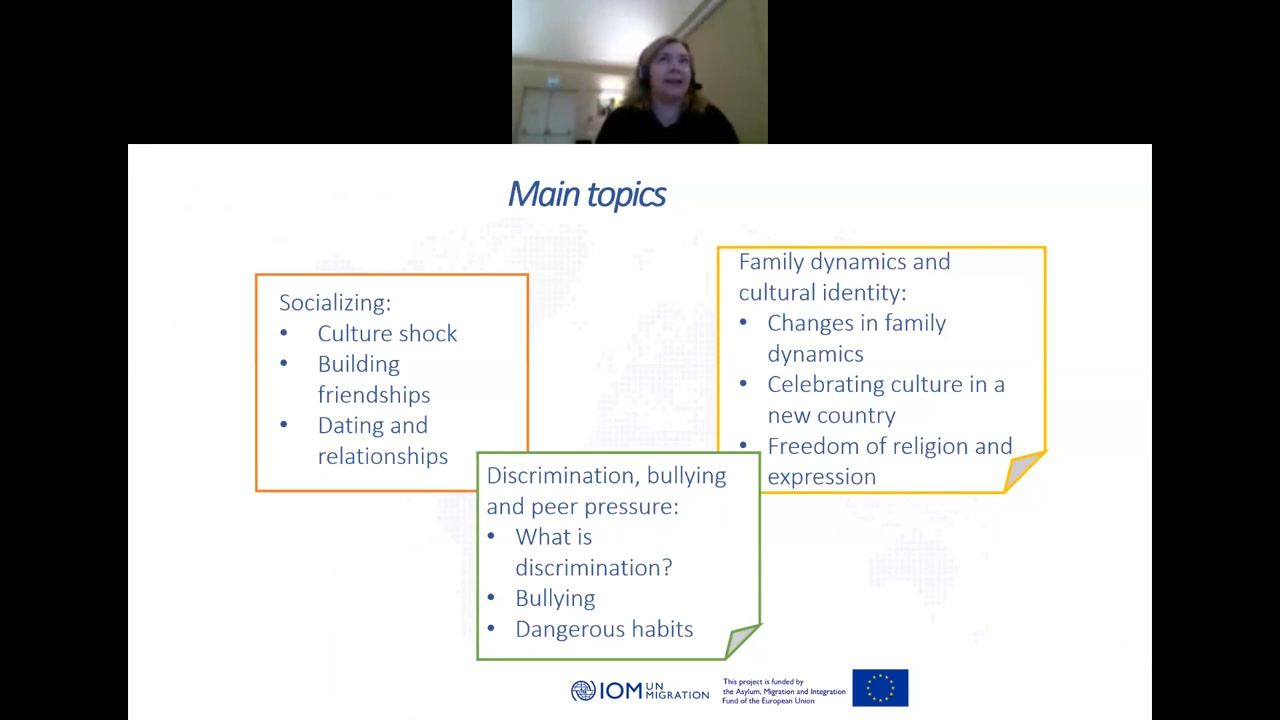 Main topics
Socializing:
• Culture shock
• Building
friendships
• Dating and
relationships
Family dynamics and
cultural identity:
• Changes in family
dynamics
• Celebrating culture in a
new country
• Freedom of religion and
expression
Discrimination, bullying
and peer pressure:
• What is
discrimination?
• Bullying
• Dangerous habits
IOM UN MIGRATION
This project is funded by
the Asylum, Migration and Integration
Fund of the European Union